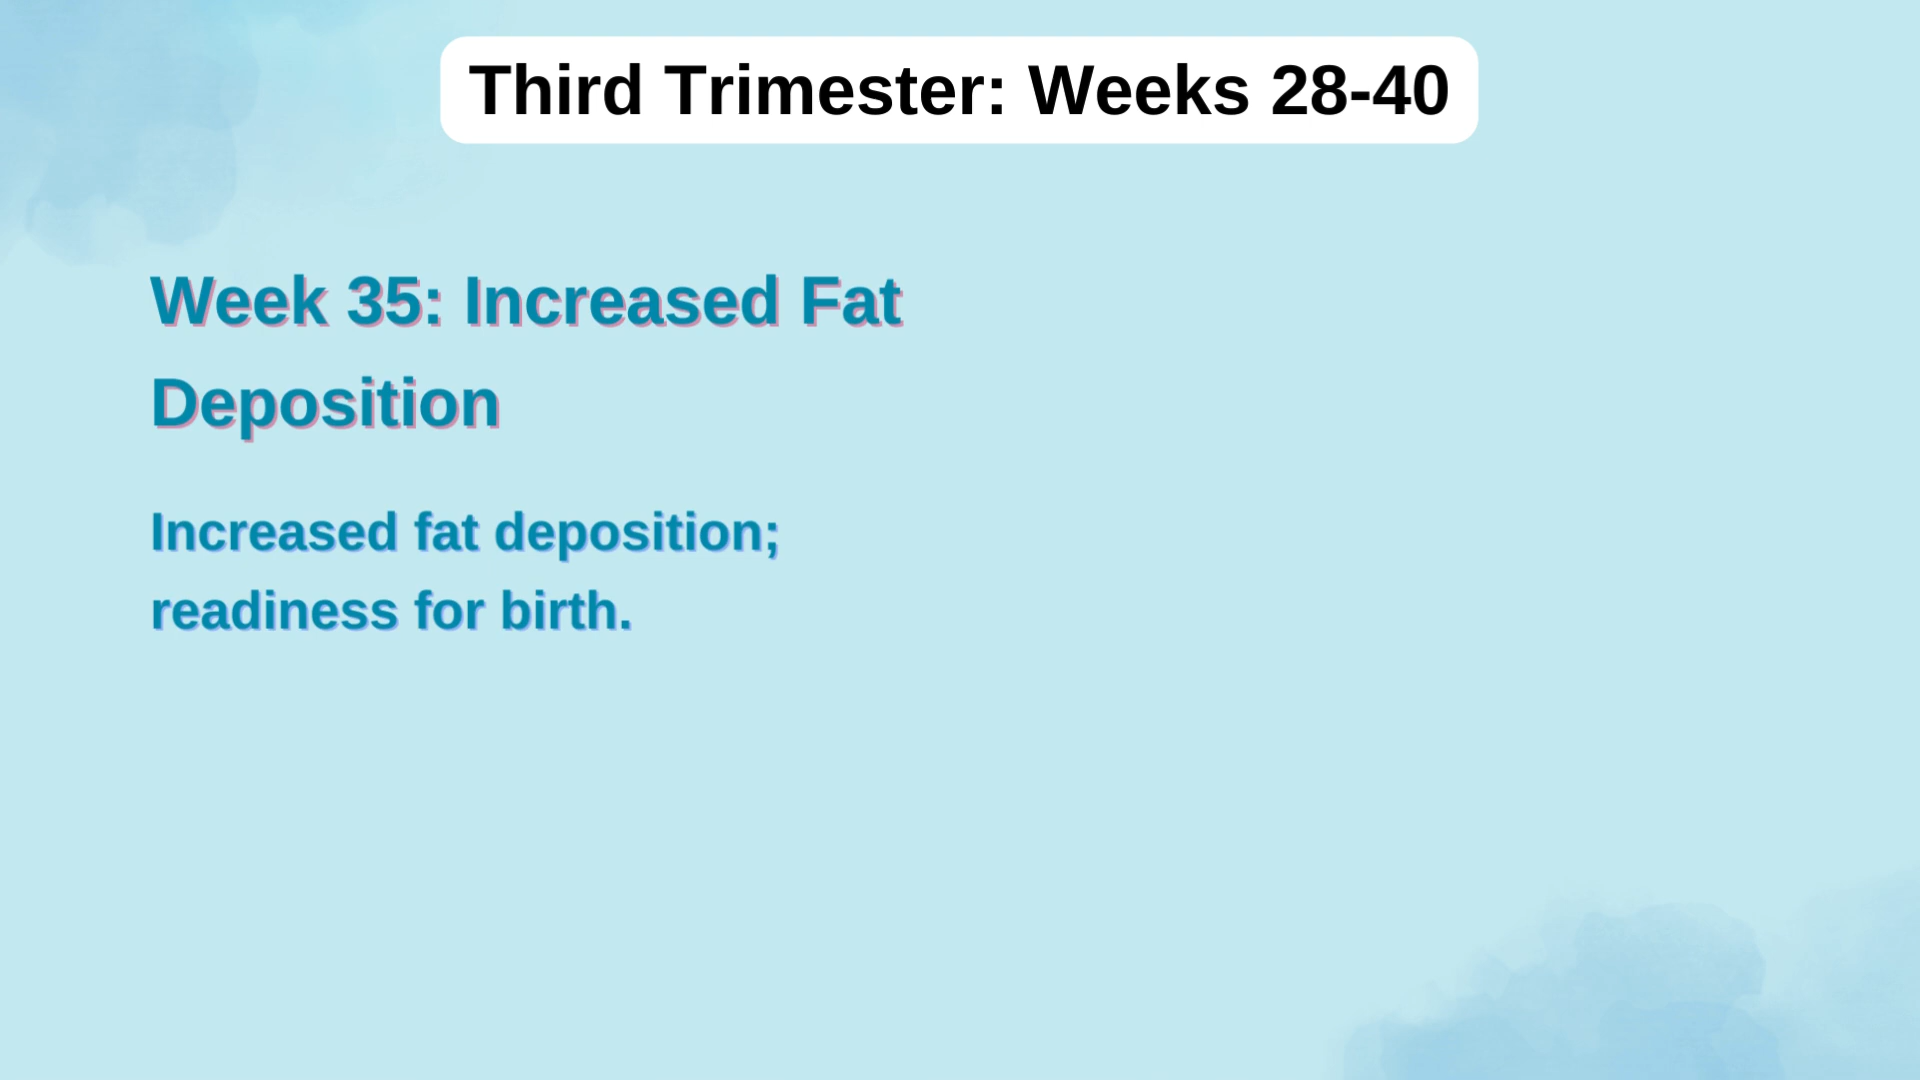 Third Trimester: Weeks 28-40
Week 35: Increased Fat
Deposition
Increased fat deposition;
readiness for birth.